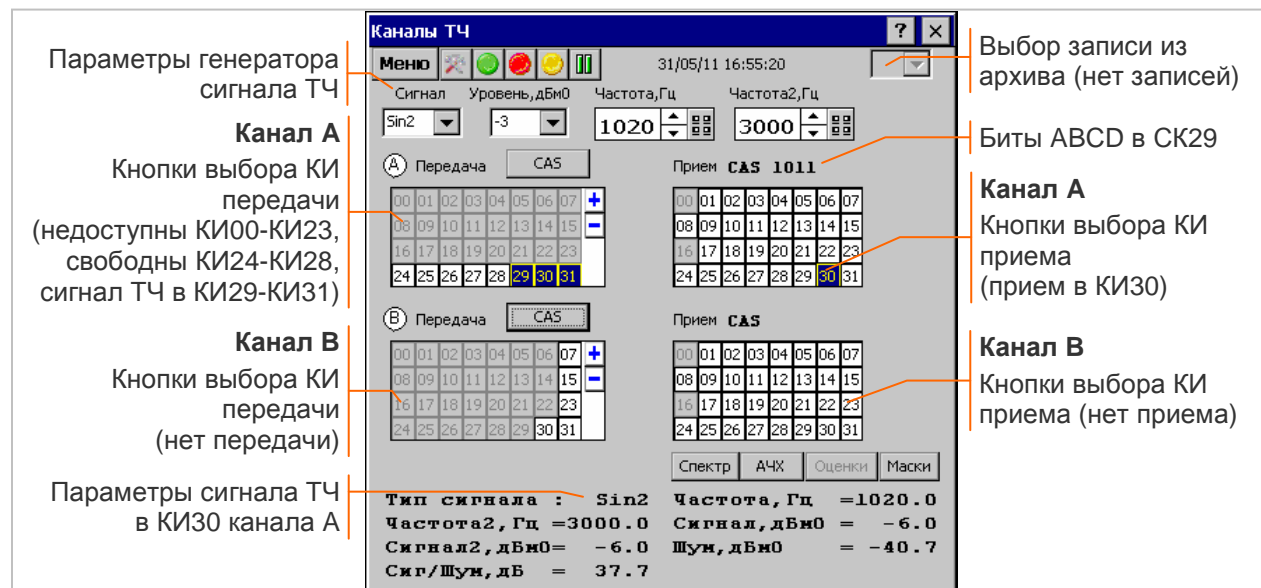 Параметры генератора
сигнала ТЧ
Канал A
Кнопки выбора КИ
передачи
(недоступны КИ00-КИ23,
свободны КИ24-КИ28,
сигнал ТЧ в КИ29-КИ31)
Канал B
Кнопки выбора КИ
передачи
(нет передачи)
Параметры сигнала ТЧ
в КИ30 канала А
Каналы ТЧ ? ×
Меню 31/05/11 16:55:20
Сигнал Уровень,дБм0 Частота,Гц Частота2,Гц
Sin2 -3 1020 3000
A Передача CAS Прием CAS 1011
00 01 02 03 04 05 06 07 + 00 01 02 03 04 05 06 07
08 09 10 11 12 13 14 15 − 08 09 10 11 12 13 14 15
16 17 18 19 20 21 22 23 16 17 18 19 20 21 22 23
24 25 26 27 28 29 30 31 24 25 26 27 28 29 30 31
B Передача CAS Прием CAS
00 01 02 03 04 05 06 07 + 00 01 02 03 04 05 06 07
08 09 10 11 12 13 14 15 − 08 09 10 11 12 13 14 15
16 17 18 19 20 21 22 23 16 17 18 19 20 21 22 23
24 25 26 27 28 29 30 31 24 25 26 27 28 29 30 31
Спектр АЧХ Оценки Маски
Тип сигнала : Sin2 Частота,Гц =1020.0
Частота2,Гц =3000.0 Сигнал,дБм0 = -6.0
Сигнал2,дБм0= -6.0 Шум,дБм0 = -40.7
Сиг/Шум,дБ = 37.7
Выбор записи из
архива (нет записей)
Биты ABCD в СК29
Канал A
Кнопки выбора КИ
приема
(прием в КИ30)
Канал B
Кнопки выбора КИ
приема (нет приема)